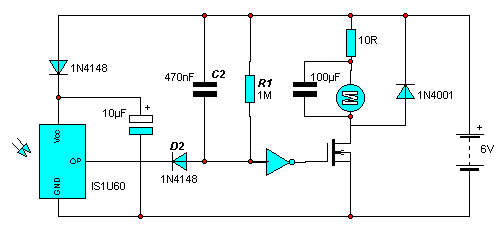 10R
1N4148
470nF
C2
R1
1M
100µF
1N4001
10µF
+
Vcc
OP
GND
IS1U60
D2
1N4148
M
+
6V